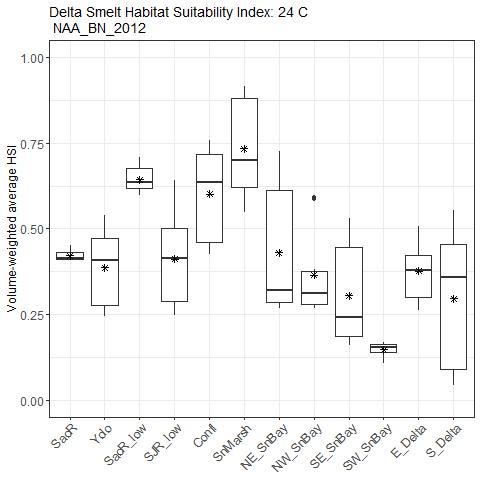 Delta Smelt Habitat Suitability Index: 24 C
NAA_BN_2012
Volume-weighted average HSI
1.00
0.75
0.50
0.25
0.00
SacR
Yolo
SacR_low
SJR_low
Confl
SnMarsh
NE_SnBay
NW_SnBay
SE_SnBay
SW_SnBay
E_Delta
S_Delta